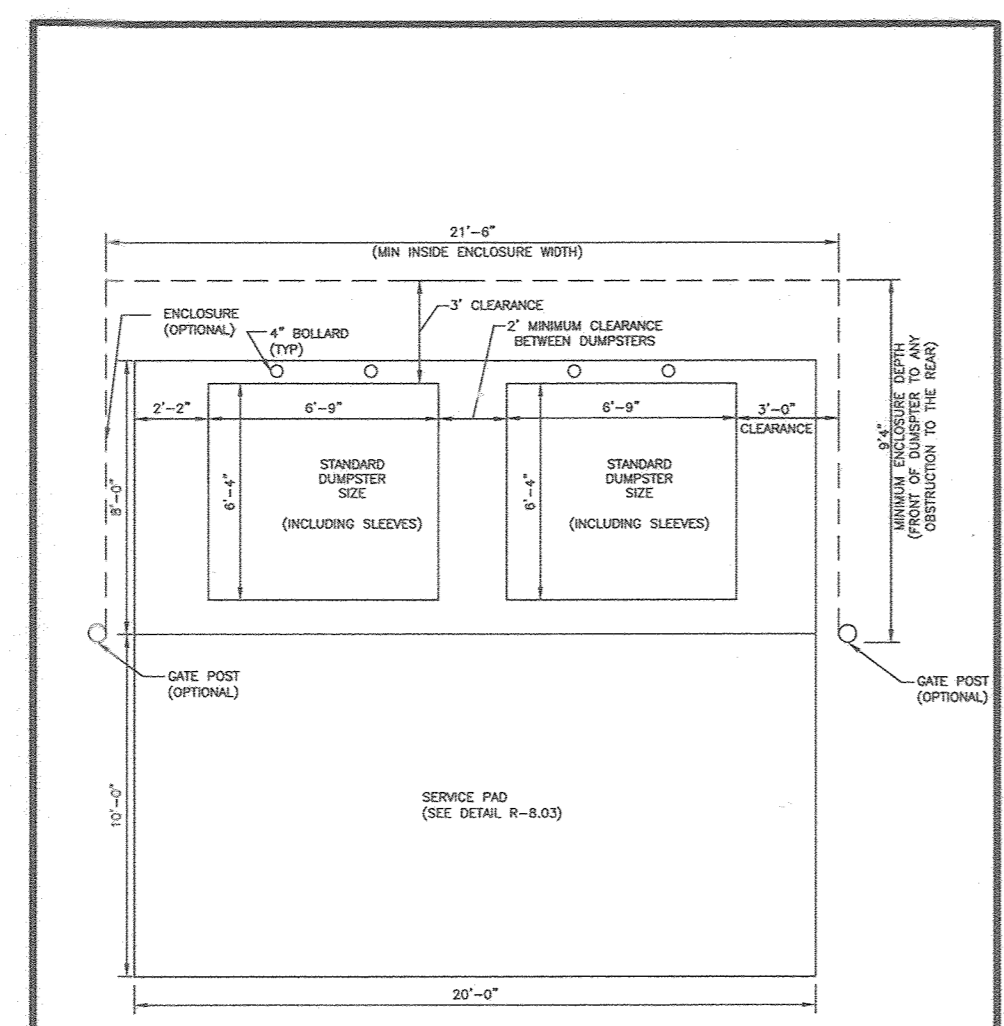 21'-6"
(MIN INSIDE ENCLOSURE WIDTH)
ENCLOSURE
(OPTIONAL)
4" BOLLARD
(TYP)
3' CLEARANCE
2' MINIMUM CLEARANCE
BETWEEN DUMPSTERS
2'-2"
6'-9"
6'-9"
3'-0"
CLEARANCE
8'-0"
6'-4"
STANDARD
DUMPSTER
SIZE
(INCLUDING SLEEVES)
6'-4"
STANDARD
DUMPSTER
SIZE
(INCLUDING SLEEVES)
9'4"
MINIMUM ENCLOSURE DEPTH
(FRONT OF DUMSPTER TO ANY
OBSTRUCTION TO THE REAR)
GATE POST
(OPTIONAL)
GATE POST
(OPTIONAL)
10'-0"
SERVICE PAD
(SEE DETAIL R-8.03)
20'-0"